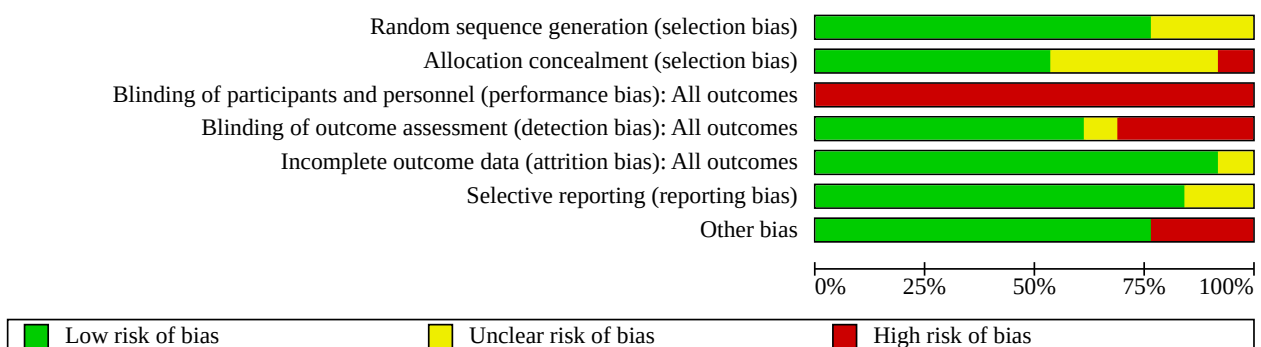 Random sequence generation (selection bias)
Allocation concealment (selection bias)
Blinding of participants and personnel (performance bias): All outcomes
Blinding of outcome assessment (detection bias): All outcomes
Incomplete outcome data (attrition bias): All outcomes
Selective reporting (reporting bias)
Other bias
0% 25% 50% 75% 100%
Low risk of bias Unclear risk of bias High risk of bias